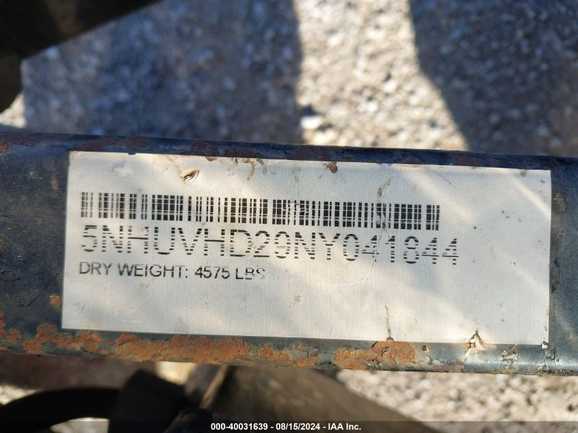 5NHUVHD29NY041844
DRY WEIGHT: 4575 LBS
000-40031639 - 08/15/2024 - IAA Inc.